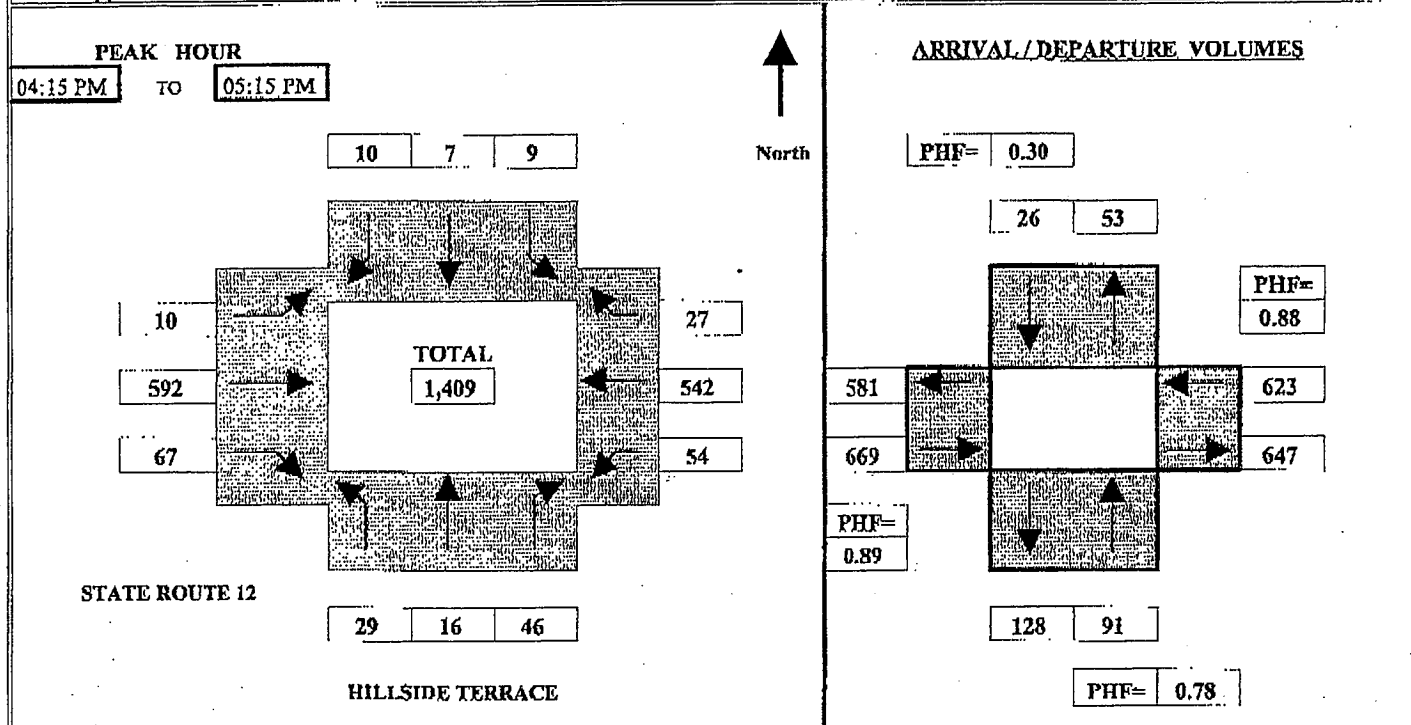 PEAK HOUR
04:15 PM TO 05:15 PM
North
10 7 9
10
27
TOTAL
1,409
592
542
67
54
STATE ROUTE 12
29 16 46
HILLSIDE TERRACE
ARRIVAL / DEPARTURE VOLUMES
PHF= 0.30
26 53
PHF=
0.88
581
623
669
647
PHF=
0.89
128 91
PHF= 0.78